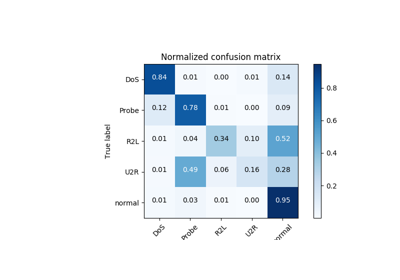 Normalized confusion matrix
DoS 0.84 0.01 0.00 0.01 0.14
Probe 0.12 0.78 0.01 0.00 0.09
R2L 0.01 0.04 0.34 0.10 0.52
U2R 0.01 0.49 0.06 0.16 0.28
normal 0.01 0.03 0.01 0.00 0.95
True label
DoS Probe R2L U2R ormal
0.8
0.6
0.4
0.2